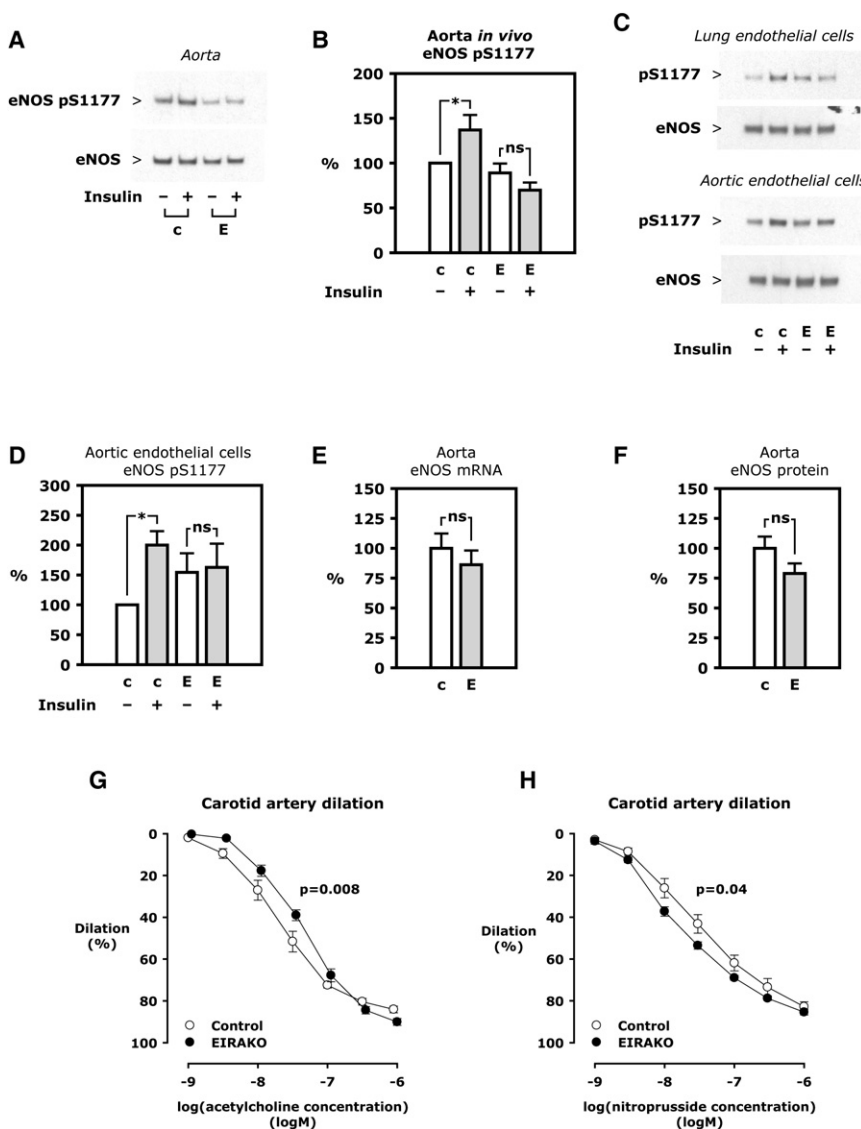 A
Aorta
eNOS pS1177 >
eNOS >
Insulin – + – +
c E
B
Aorta in vivo
eNOS pS1177
200
150
100
50
0
%
*
ns
c c E E
Insulin – + – +
C
Lung endothelial cells
pS1177 >
eNOS >
Aortic endothelial cells
pS1177 >
eNOS >
c c E E
Insulin – + – +
D
Aortic endothelial cells
eNOS pS1177
300
250
200
150
100
50
0
%
*
ns
c c E E
Insulin – + – +
E
Aorta
eNOS mRNA
150
125
100
75
50
25
0
%
ns
c E
F
Aorta
eNOS protein
150
125
100
75
50
25
0
%
ns
c E
G
Carotid artery dilation
0
20
40
60
80
100
Dilation
(%)
p=0.008
Control
EIRAKO
-9 -8 -7 -6
log(acetylcholine concentration)
(logM)
H
Carotid artery dilation
0
20
40
60
80
100
Dilation
(%)
p=0.04
Control
EIRAKO
-9 -8 -7 -6
log(nitroprusside concentration)
(logM)